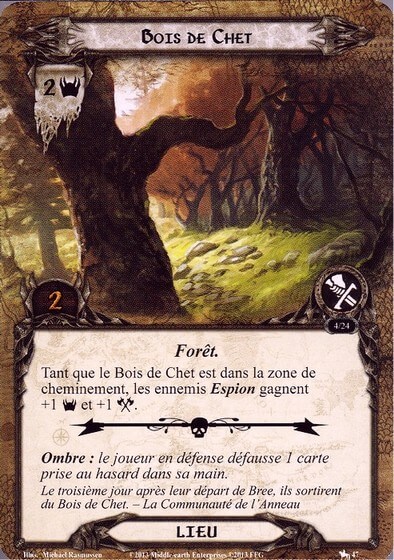 Bois de Chet
2
2
4/24
Forêt.
Tant que le Bois de Chet est dans la zone de
cheminement, les ennemis Espion gagnent
+1 et +1 .
Ombre : le joueur en défense défausse 1 carte
prise au hasard dans sa main.
Le troisième jour après leur départ de Bree, ils sortirent
du Bois de Chet. – La Communauté de l'Anneau
LIEU
Illus. Michael Rasmussen ©2013 Middle-earth Enterprises ©2013 FFG 47